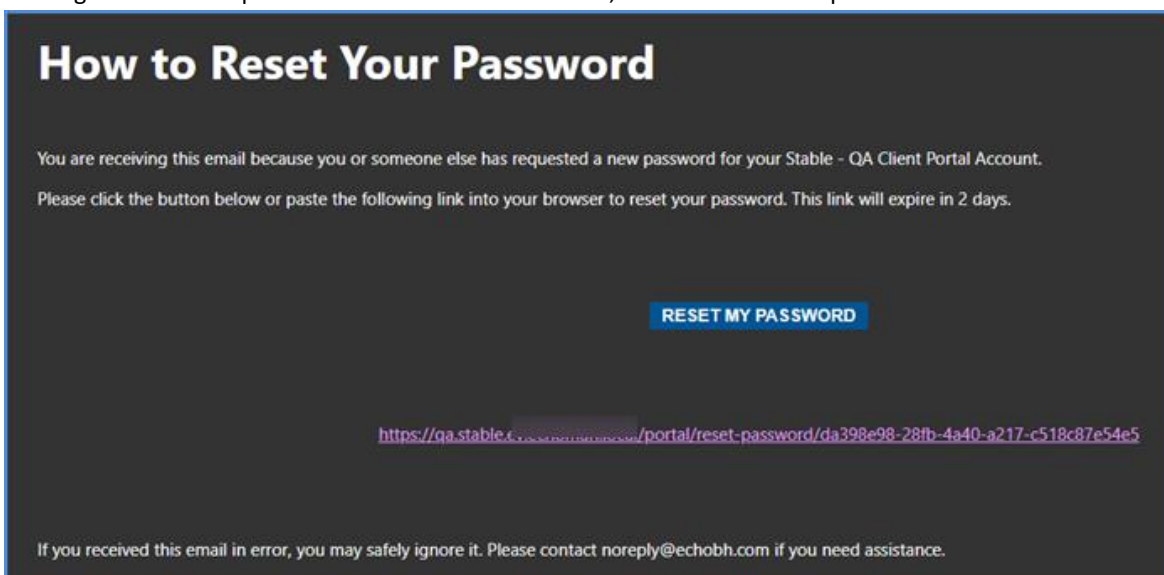 How to Reset Your Password
You are receiving this email because you or someone else has requested a new password for your Stable - QA Client Portal Account.
Please click the button below or paste the following link into your browser to reset your password. This link will expire in 2 days.
RESET MY PASSWORD
https://qa.stable. /portal/reset-password/da398e98-28fb-4a40-a217-c518c87e54e5
If you received this email in error, you may safely ignore it. Please contact noreply@echobh.com if you need assistance.